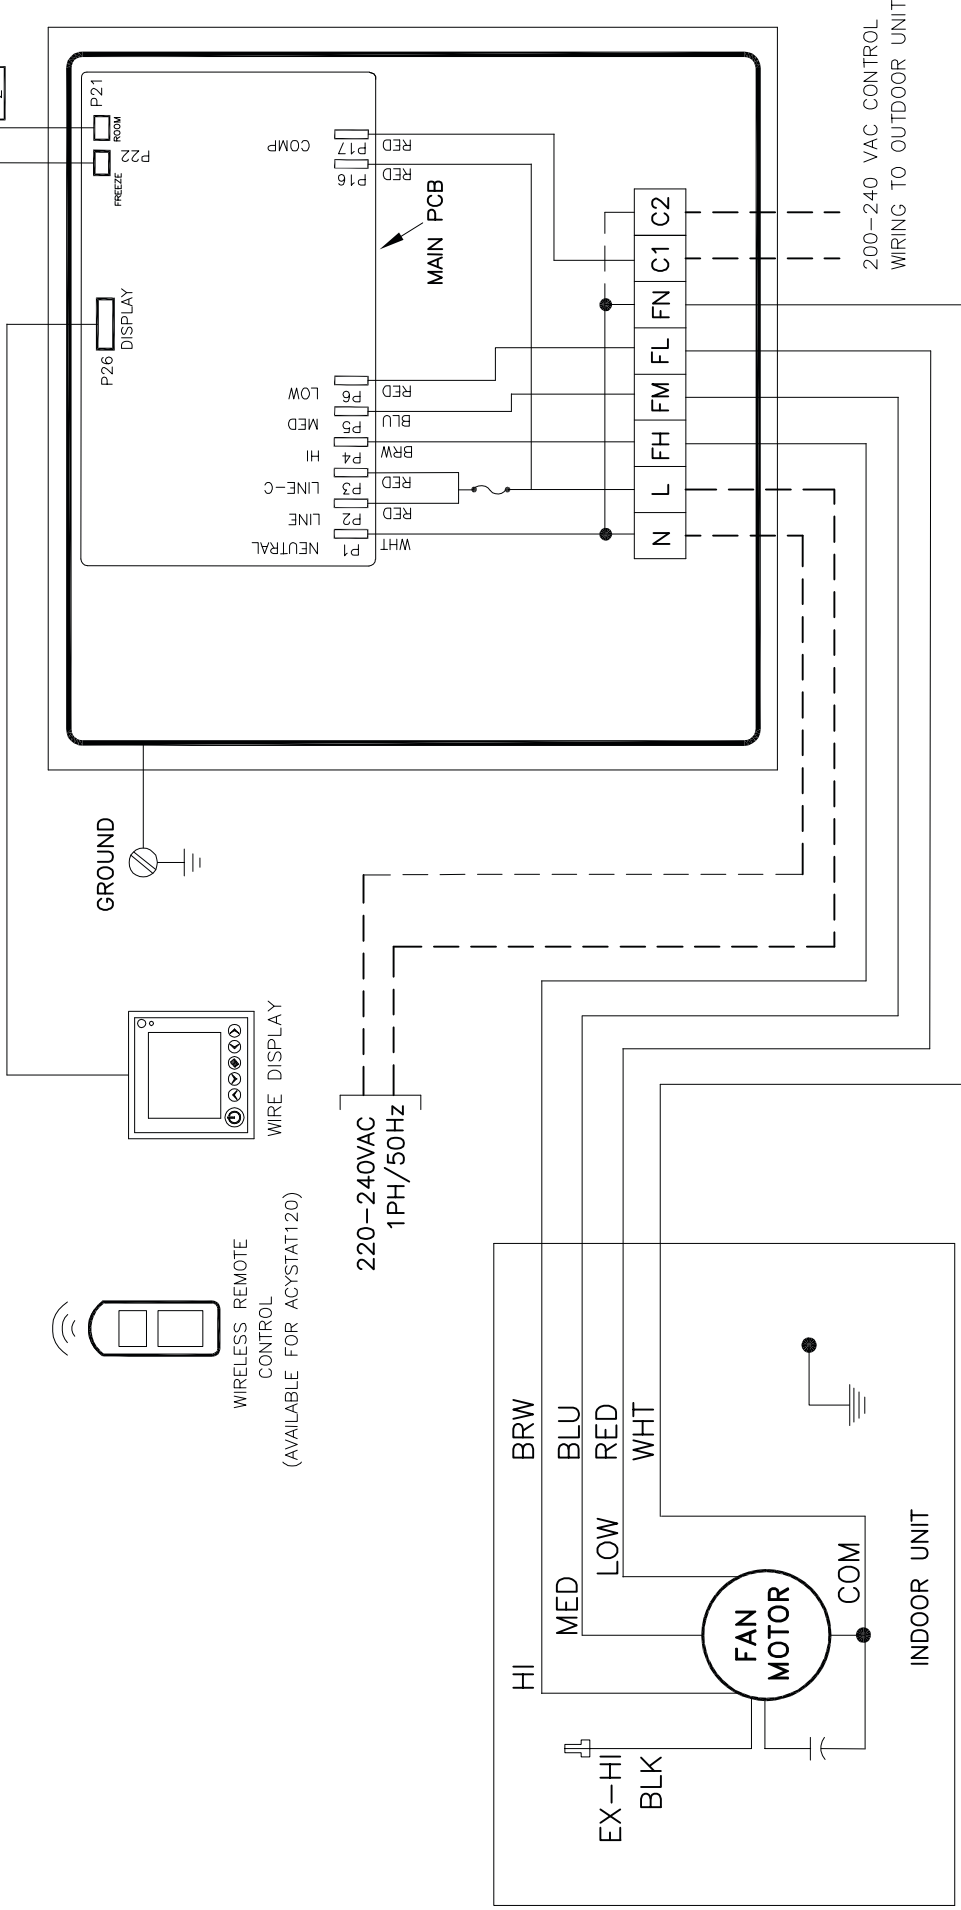 P21
ROOM
P22
FREEZE
P26
DISPLAY
COMP
P17
RED
P16
RED
MAIN PCB
LOW
P6
RED
MED
P5
BLU
HI
P4
BRW
LINE-C
P3
RED
LINE
P2
RED
NEUTRAL
P1
WHT
N
L
FH
FM
FL
FN
C1
C2
200-240 VAC CONTROL
WIRING TO OUTDOOR UNIT
GROUND
WIRE DISPLAY
220-240VAC
1PH/50Hz
WIRELESS REMOTE
CONTROL
(AVAILABLE FOR ACYSTAT120)
BRW
BLU
RED
WHT
HI
MED
LOW
COM
FAN
MOTOR
EX-HI
BLK
INDOOR UNIT